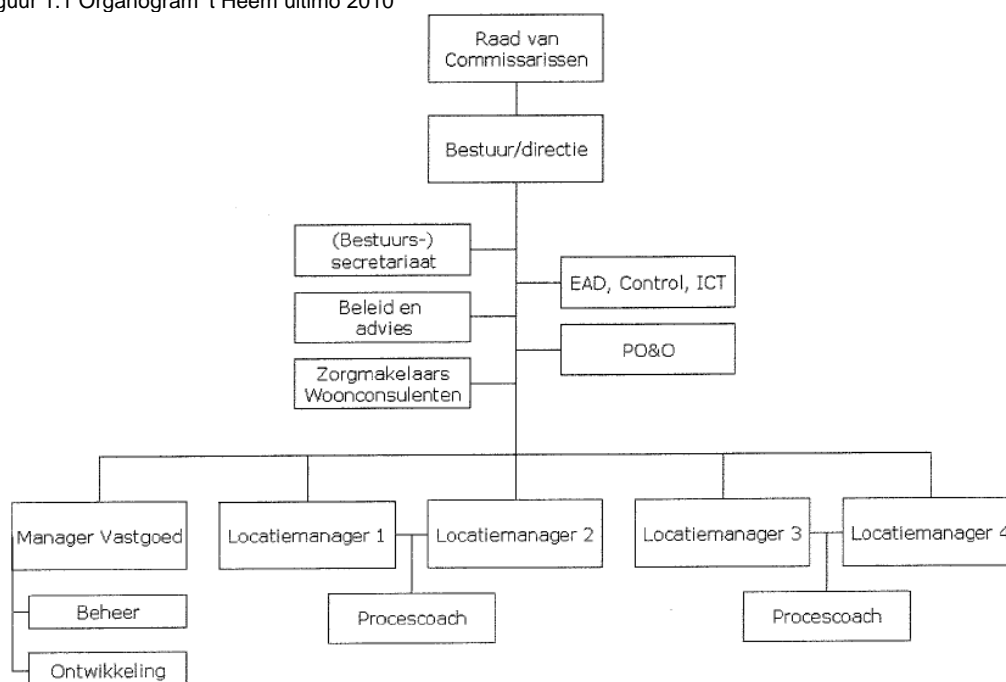 guur 1.1 Organogram 't Heem ultimo 2010
Raad van
Commissarissen
Bestuur/directie
(Bestuurs-)
secretariaat
EAD, Control, ICT
Beleid en
advies
PO&O
Zorgmakelaars
Woonconsulenten
Manager Vastgoed
Locatiemanager 1
Locatiemanager 2
Locatiemanager 3
Locatiemanager 4
Beheer
Procescoach
Procescoach
Ontwikkeling